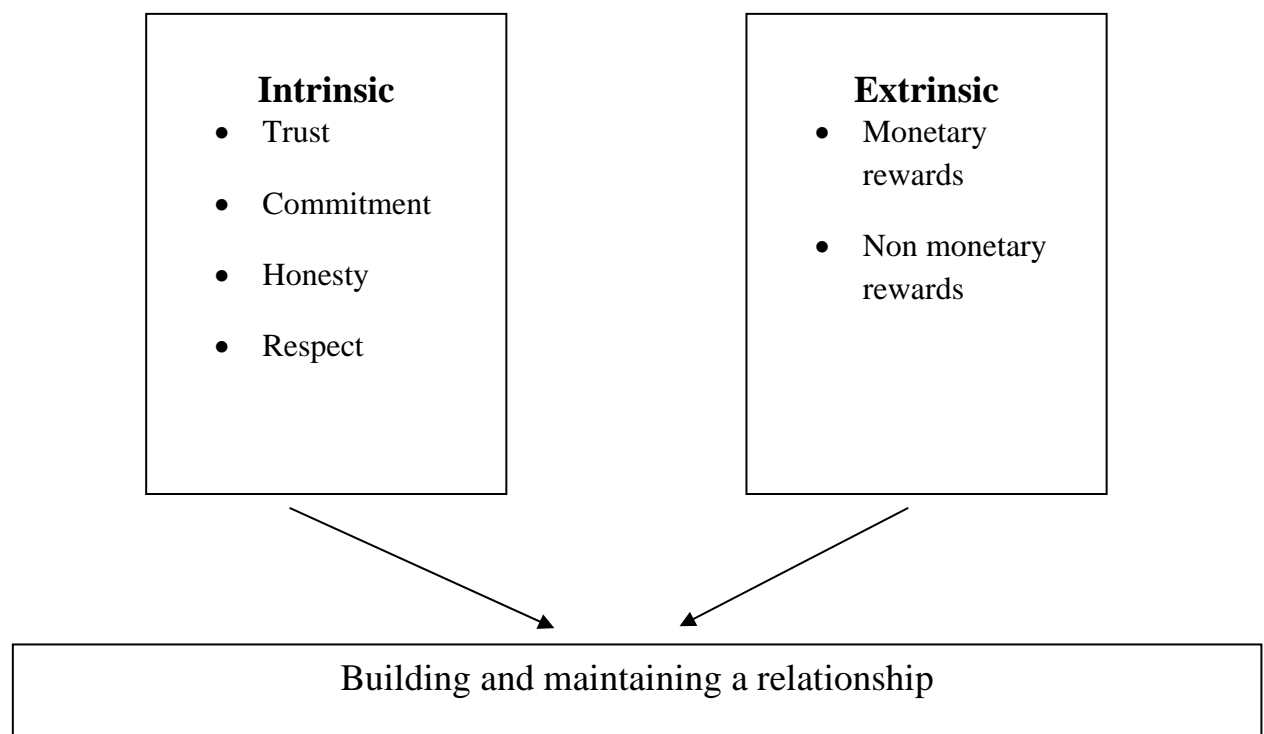 Intrinsic
• Trust
• Commitment
• Honesty
• Respect
Extrinsic
• Monetary
rewards
• Non monetary
rewards
Building and maintaining a relationship